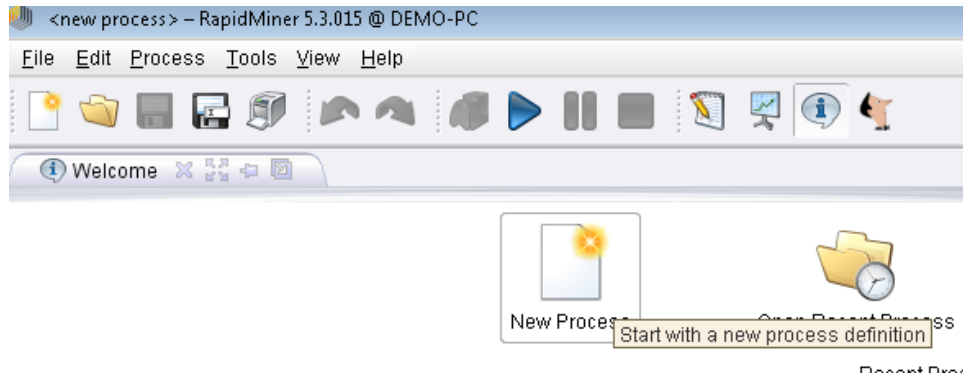 <new process> – RapidMiner 5.3.015 @ DEMO-PC
File Edit Process Tools View Help
Welcome
New Process
Start with a new process definition